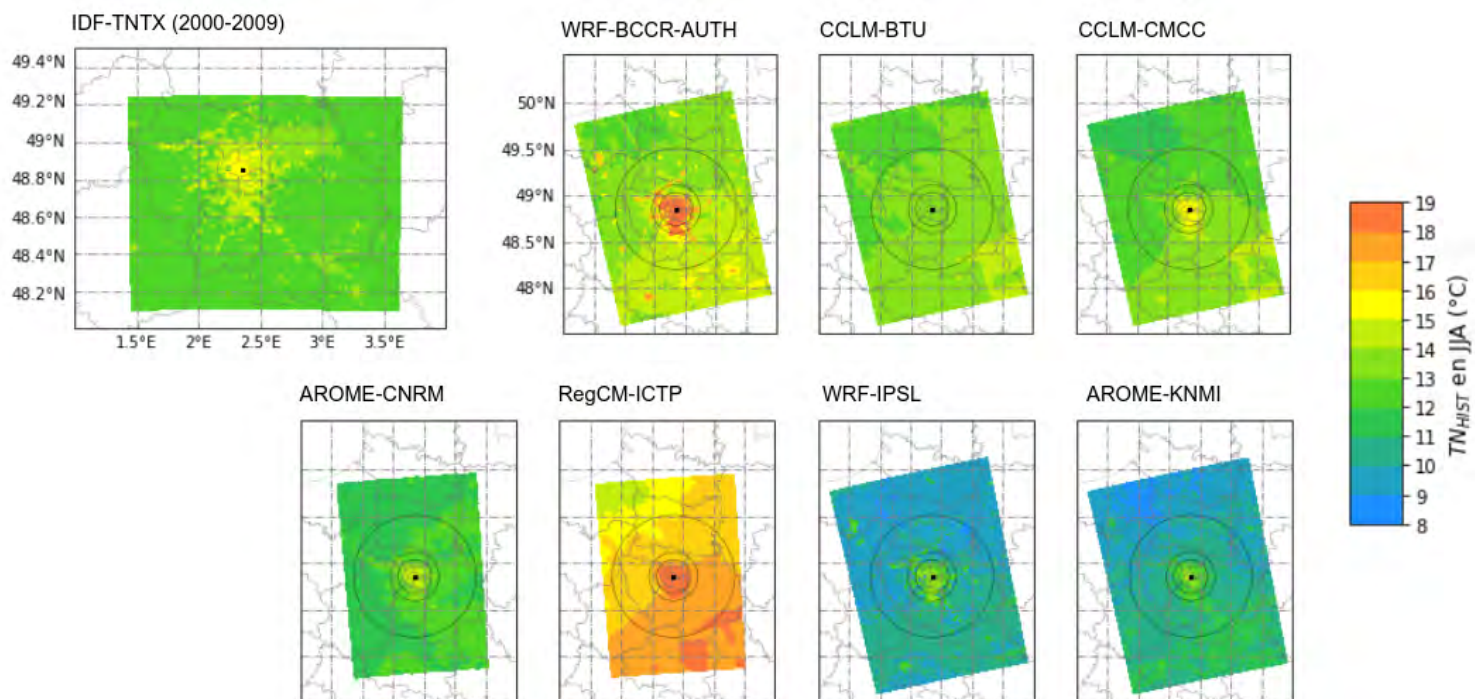 IDF-TNTX (2000-2009)
49.4°N
49.2°N
49°N
48.8°N
48.6°N
48.4°N
48.2°N
1.5°E 2°E 2.5°E 3°E 3.5°E
WRF-BCCR-AUTH
50°N
49.5°N
49°N
48.5°N
48°N
CCLM-BTU
CCLM-CMCC
AROME-CNRM
RegCM-ICTP
WRF-IPSL
AROME-KNMI
19
18
17
16
15
14
13
12
11
10
9
8
TN_HIST en JJA (°C)